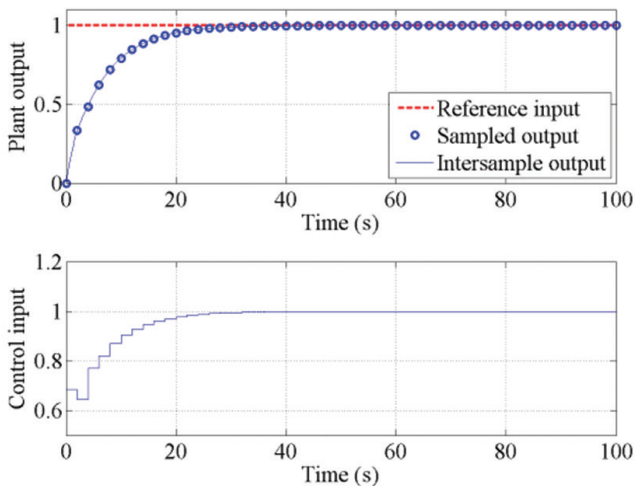 1
0.5
0
Plant output
Reference input
Sampled output
Intersample output
0
20
40
60
80
100
Time (s)
1.2
1
0.8
0.6
Control input
0
20
40
60
80
100
Time (s)